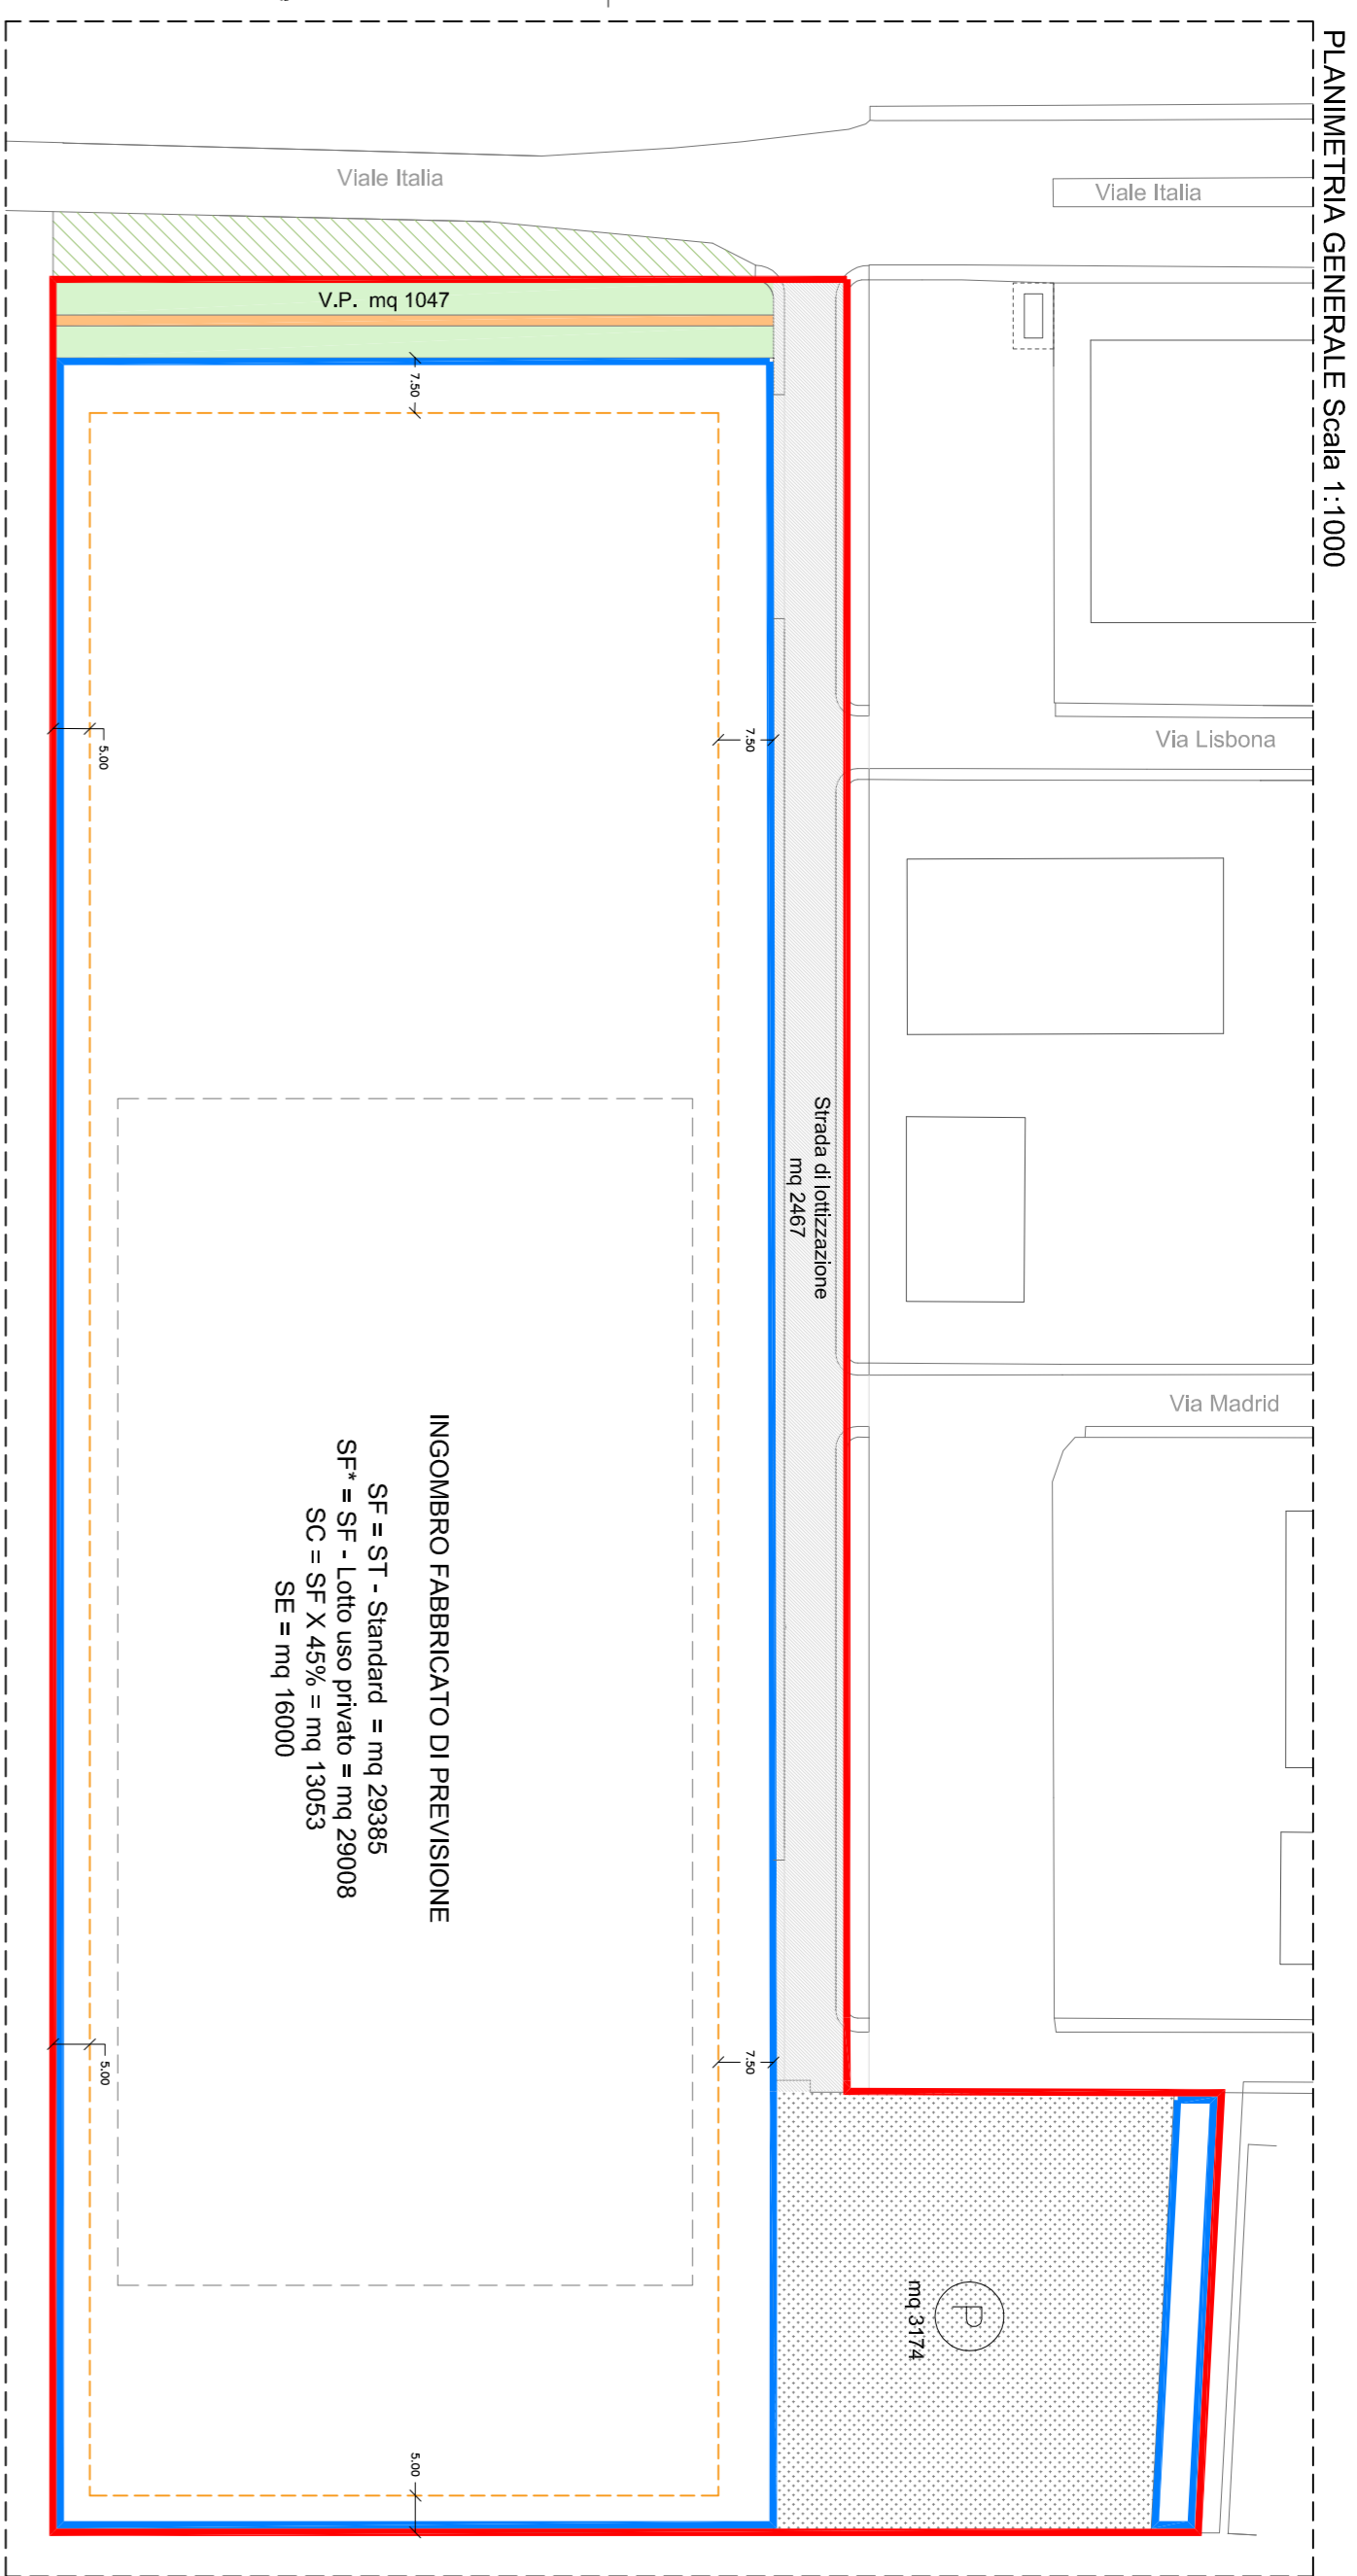 PLANIMETRIA GENERALE Scala 1:1000
Viale Italia
Viale Italia
V.P. mq 1047
7.50
5.00
7.50
Via Lisbona
Strada di lottizzazione
mq 2467
Via Madrid
INGOMBRO FABBRICATO DI PREVISIONE
SF = ST - Standard = mq 29385
SF* = SF - Lotto uso privato = mq 29008
SC = SF X 45% = mq 13053
SE = mq 16000
5.00
7.50
P
mq 3174
5.00